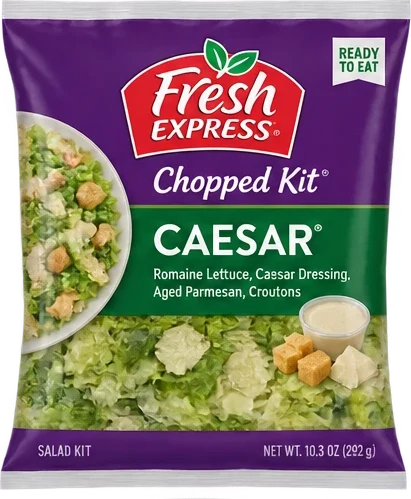 READY
TO EAT
Fresh
EXPRESS®
Chopped Kit®
CAESAR®
Romaine Lettuce, Caesar Dressing,
Aged Parmesan, Croutons
SALAD KIT
NET WT. 10.3 OZ (292 g)